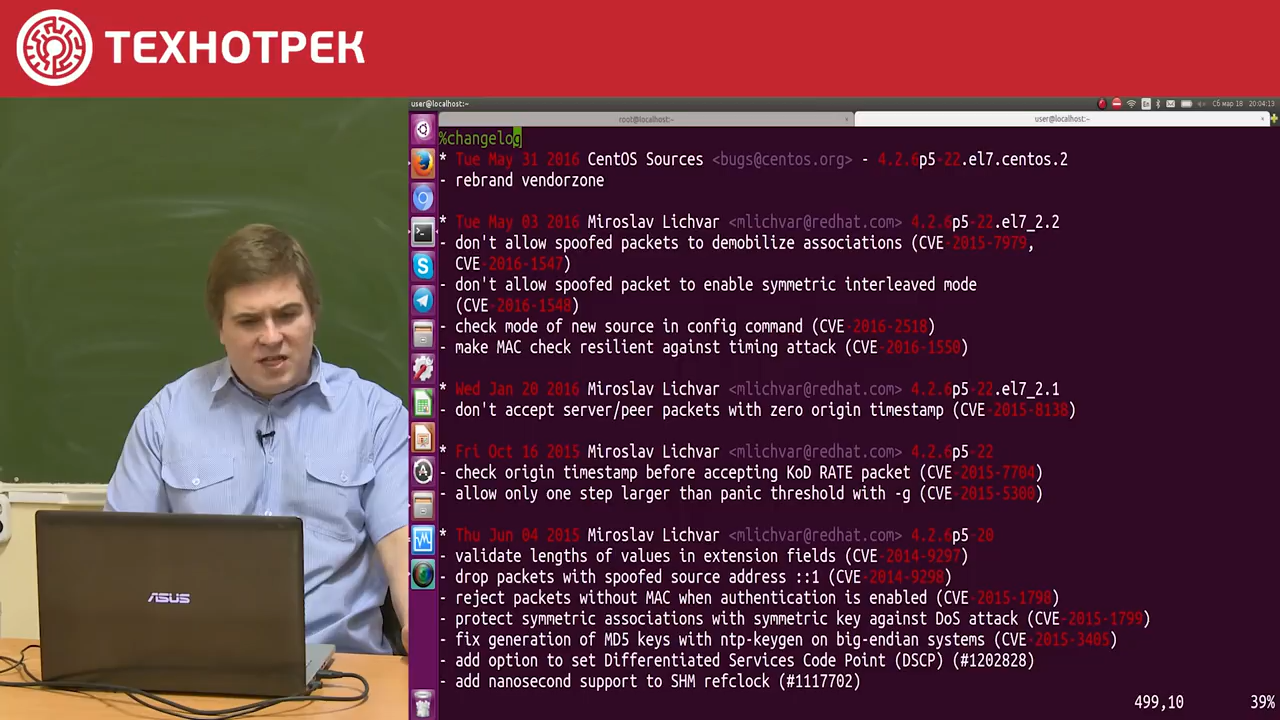 ТЕХНОТРЕК
user@localhost:~
Сб мар 18 20:04:13
root@localhost:~
user@localhost:~
%changelog
* Tue May 31 2016 CentOS Sources <bugs@centos.org> - 4.2.6p5-22.el7.centos.2
- rebrand vendorzone
* Tue May 03 2016 Miroslav Lichvar <mlichvar@redhat.com> 4.2.6p5-22.el7_2.2
- don't allow spoofed packets to demobilize associations (CVE-2015-7979,
CVE-2016-1547)
- don't allow spoofed packet to enable symmetric interleaved mode
(CVE-2016-1548)
- check mode of new source in config command (CVE-2016-2518)
- make MAC check resilient against timing attack (CVE-2016-1550)
* Wed Jan 20 2016 Miroslav Lichvar <mlichvar@redhat.com> 4.2.6p5-22.el7_2.1
- don't accept server/peer packets with zero origin timestamp (CVE-2015-8138)
* Fri Oct 16 2015 Miroslav Lichvar <mlichvar@redhat.com> 4.2.6p5-22
- check origin timestamp before accepting KoD RATE packet (CVE-2015-7704)
- allow only one step larger than panic threshold with -g (CVE-2015-5300)
* Thu Jun 04 2015 Miroslav Lichvar <mlichvar@redhat.com> 4.2.6p5-20
- validate lengths of values in extension fields (CVE-2014-9297)
- drop packets with spoofed source address ::1 (CVE-2014-9298)
- reject packets without MAC when authentication is enabled (CVE-2015-1798)
- protect symmetric associations with symmetric key against DoS attack (CVE-2015-1799)
- fix generation of MD5 keys with ntp-keygen on big-endian systems (CVE-2015-3405)
- add option to set Differentiated Services Code Point (DSCP) (#1202828)
- add nanosecond support to SHM refclock (#1117702)
499,10 39%
ASUS